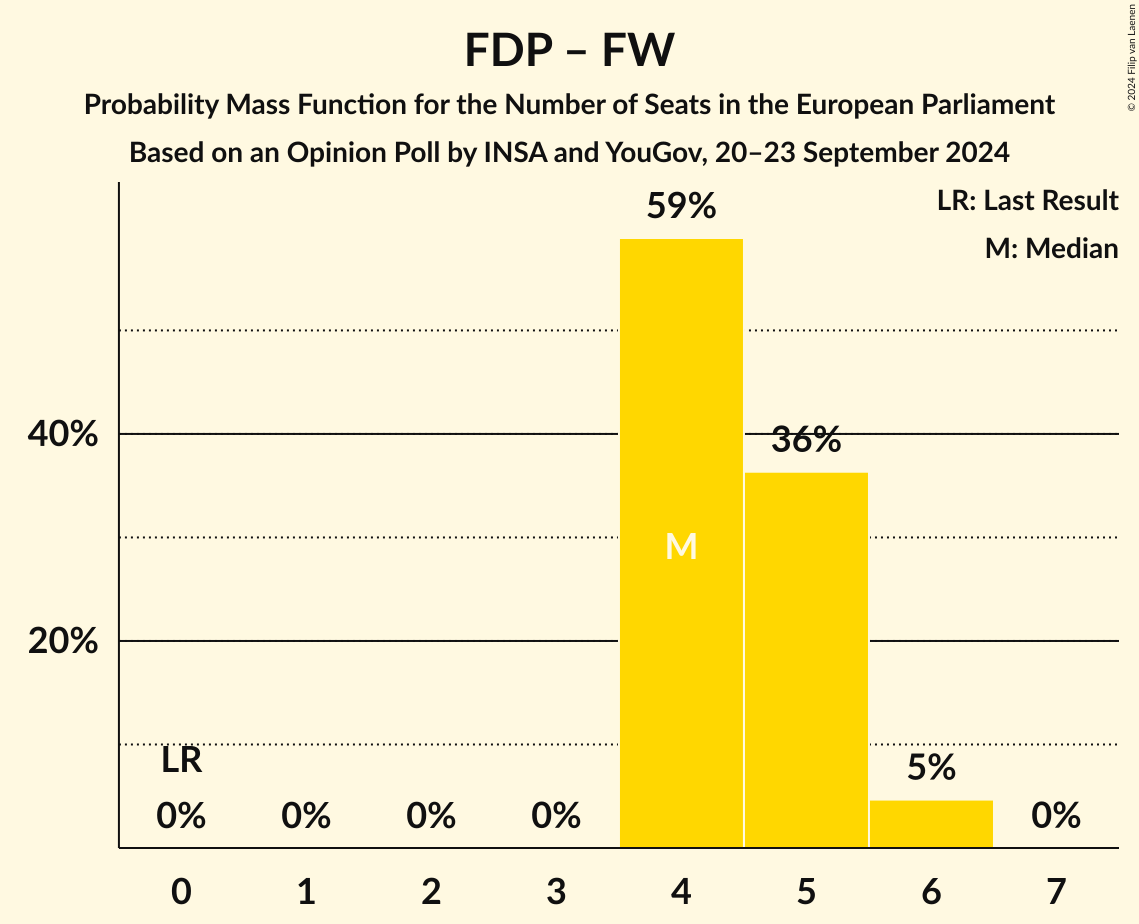 FDP – FW
Probability Mass Function for the Number of Seats in the European Parliament
Based on an Opinion Poll by INSA and YouGov, 20–23 September 2024
© 2024 Filip van Laenen
LR: Last Result
M: Median
59%
40%
36%
M
20%
LR
5%
0% 0% 0% 0% 0%
0 1 2 3 4 5 6 7